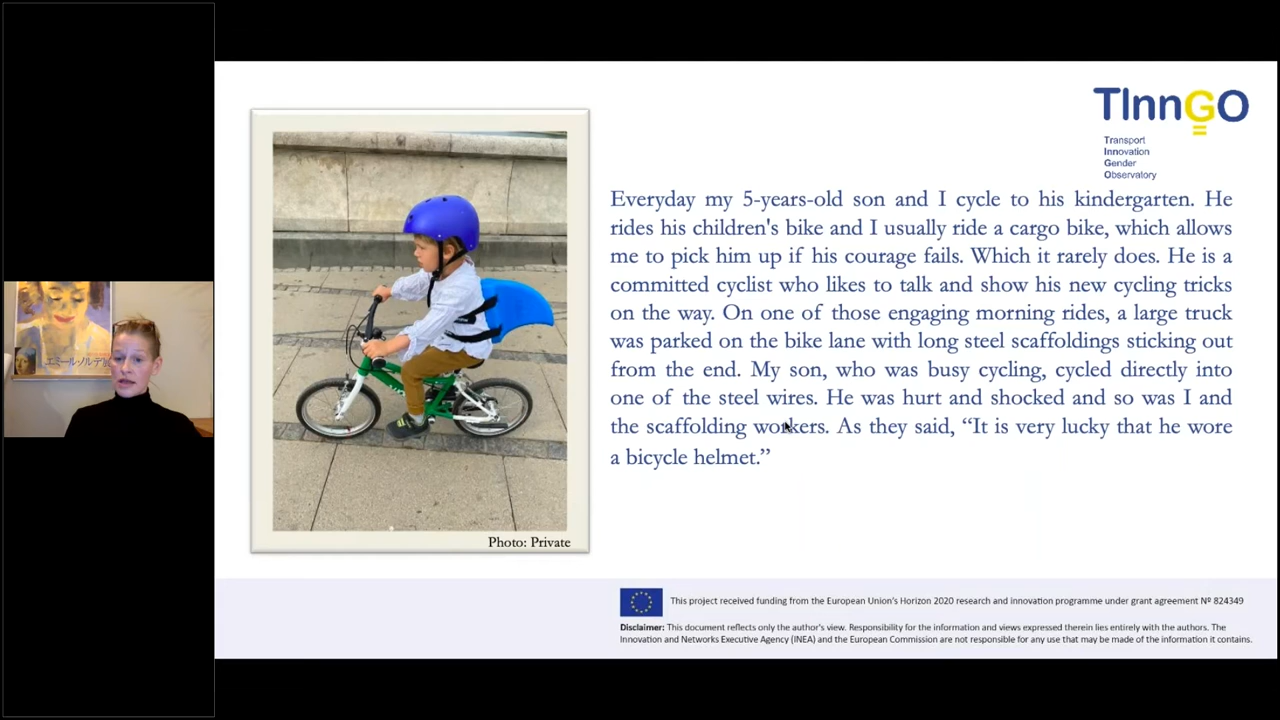 エミール・ノルデ
TInnGO
Transport
Innovation
Gender
Observatory
Everyday my 5-years-old son and I cycle to his kindergarten. He
rides his children's bike and I usually ride a cargo bike, which allows
me to pick him up if his courage fails. Which it rarely does. He is a
committed cyclist who likes to talk and show his new cycling tricks
on the way. On one of those engaging morning rides, a large truck
was parked on the bike lane with long steel scaffoldings sticking out
from the end. My son, who was busy cycling, cycled directly into
one of the steel wires. He was hurt and shocked and so was I and
the scaffolding workers. As they said, “It is very lucky that he wore
a bicycle helmet.”
Photo: Private
This project received funding from the European Union's Horizon 2020 research and innovation programme under grant agreement Nº 824349
Disclaimer: This document reflects only the author's view. Responsibility for the information and views expressed therein lies entirely with the authors. The
Innovation and Networks Executive Agency (INEA) and the European Commission are not responsible for any use that may be made of the information it contains.